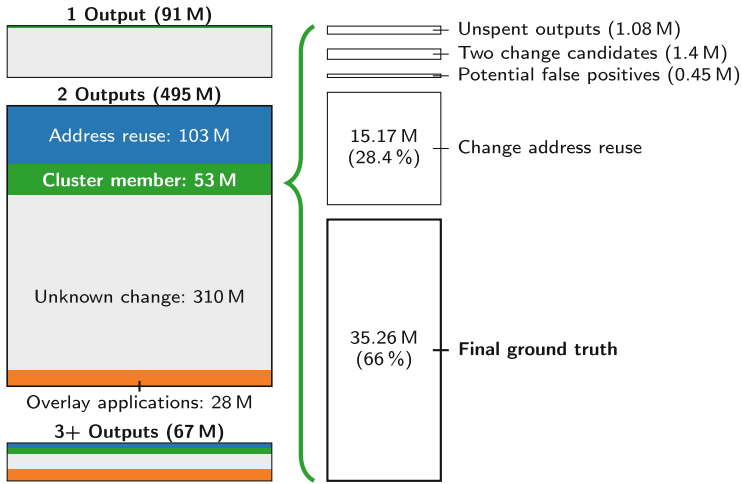 1 Output (91 M)
2 Outputs (495 M)
Address reuse: 103 M
Cluster member: 53 M
Unknown change: 310 M
Overlay applications: 28 M
3+ Outputs (67 M)
Unspent outputs (1.08 M)
Two change candidates (1.4 M)
Potential false positives (0.45 M)
15.17 M
(28.4 %)
Change address reuse
35.26 M
(66 %)
Final ground truth